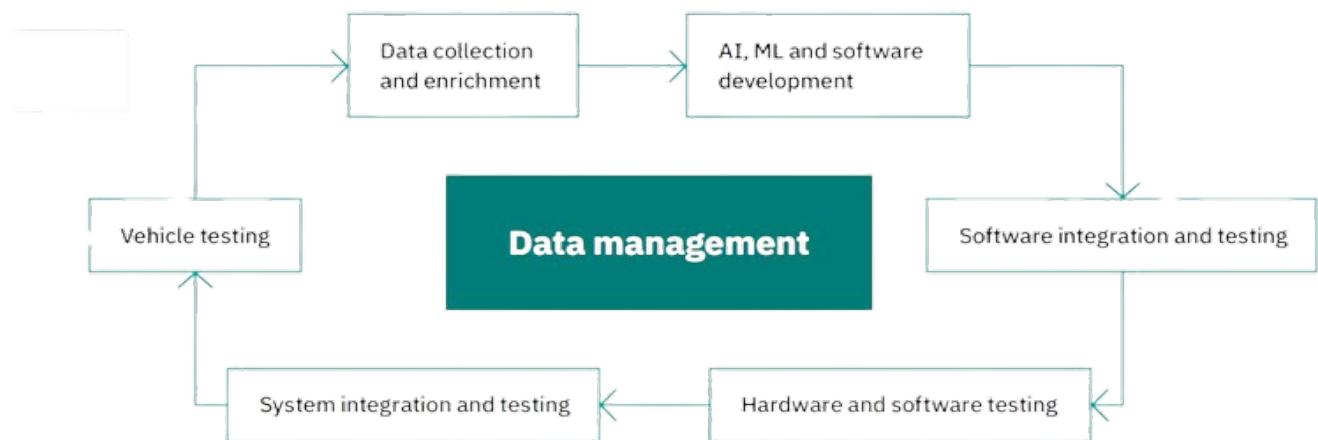 Data collection
and enrichment
AI, ML and software
development
Vehicle testing
Data management
Software integration and testing
System integration and testing
Hardware and software testing